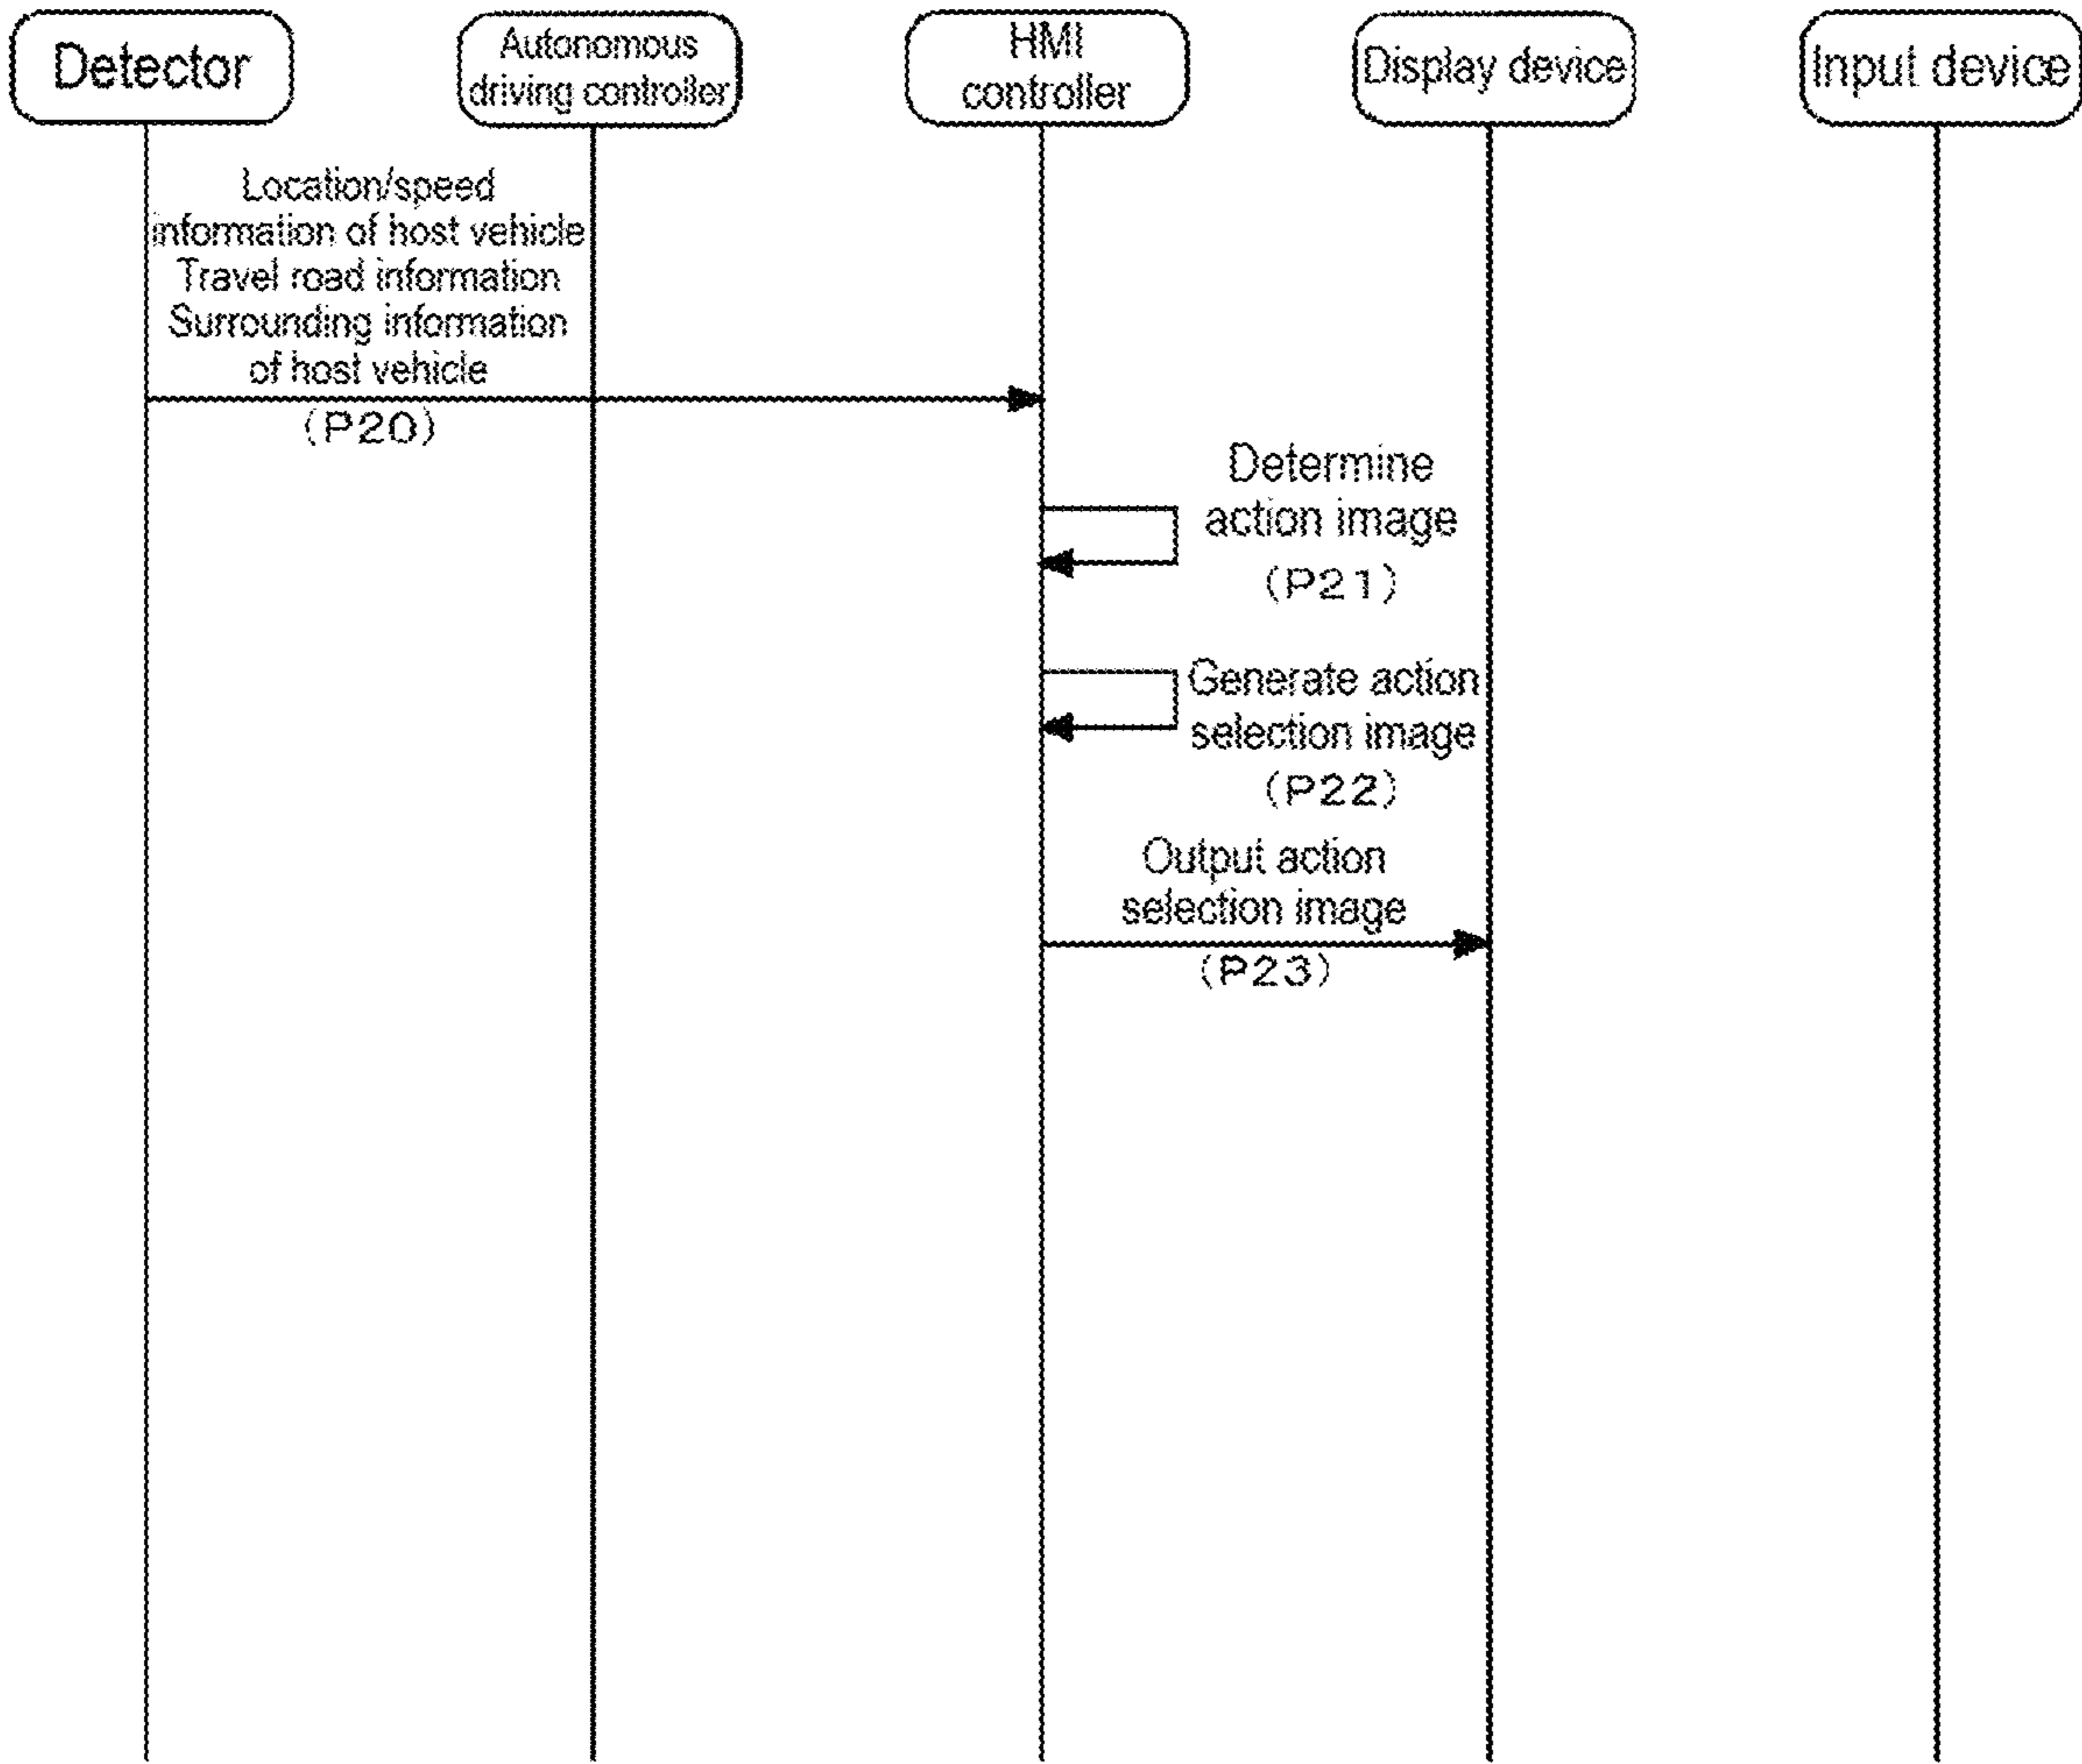 Detector
Autonomous
driving controller
HMI
controller
Display device
Input device
Location/speed
information of host vehicle
Travel road information
Surrounding information
of host vehicle
(P20)
Determine
action image
(P21)
Generate action
selection image
(P22)
Output action
selection image
(P23)